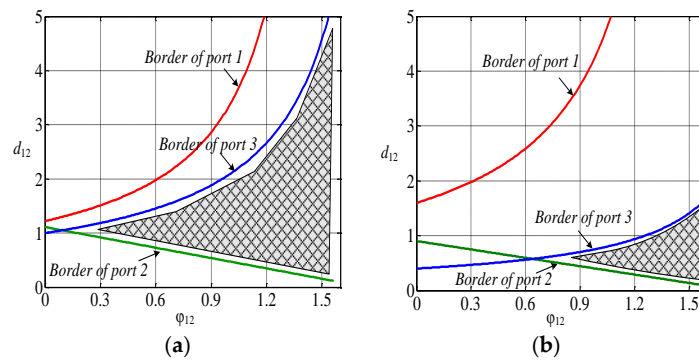 5
4
3
2
1
0
d12
0
0.3
0.6
0.9
1.2
1.5
φ12
Border of port 1
Border of port 3
Border of port 2
(a)
5
4
3
2
1
0
d12
0
0.3
0.6
0.9
1.2
1.5
φ12
Border of port 1
Border of port 3
Border of port 2
(b)